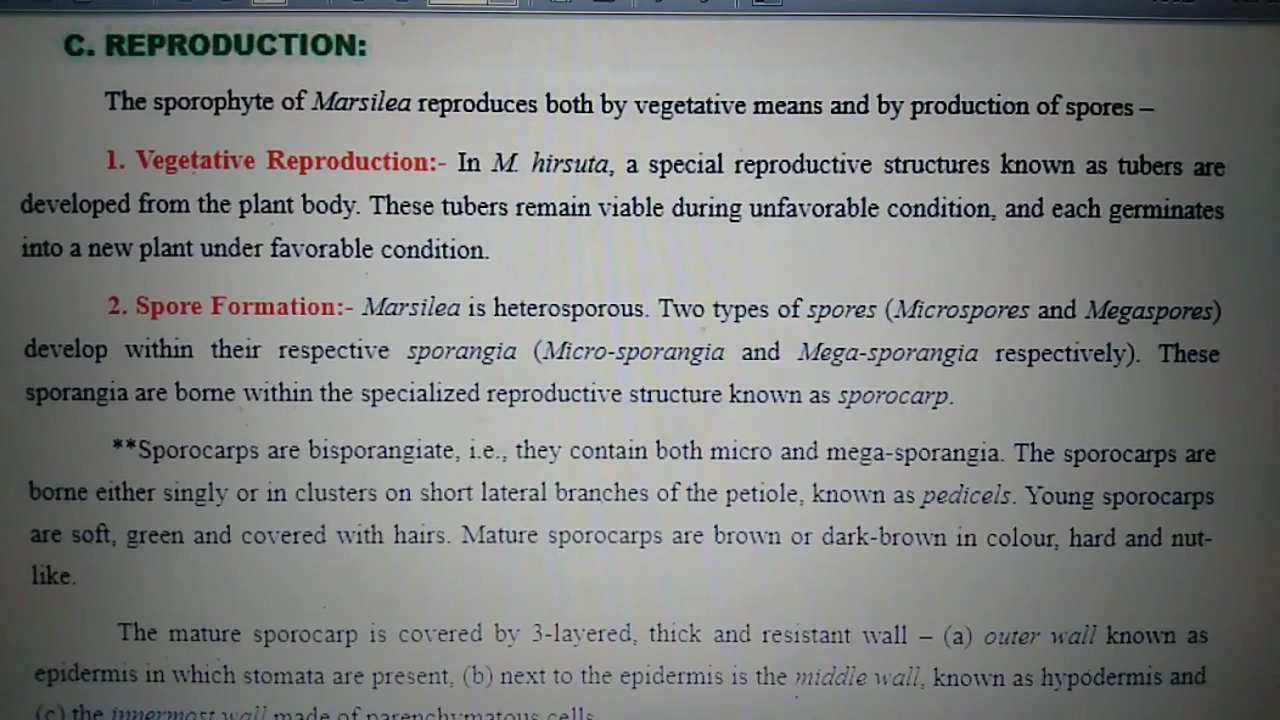 C. REPRODUCTION:
The sporophyte of Marsilea reproduces both by vegetative means and by production of spores –
1. Vegetative Reproduction:- In M. hirsuta, a special reproductive structures known as tubers are
developed from the plant body. These tubers remain viable during unfavorable condition, and each germinates
into a new plant under favorable condition.
2. Spore Formation:- Marsilea is heterosporous. Two types of spores (Microspores and Megaspores)
develop within their respective sporangia (Micro-sporangia and Mega-sporangia respectively). These
sporangia are borne within the specialized reproductive structure known as sporocarp.
**Sporocarps are bisporangiate, i.e., they contain both micro and mega-sporangia. The sporocarps are
borne either singly or in clusters on short lateral branches of the petiole, known as pedicels. Young sporocarps
are soft, green and covered with hairs. Mature sporocarps are brown or dark-brown in colour, hard and nut-
like.
The mature sporocarp is covered by 3-layered, thick and resistant wall – (a) outer wall known as
epidermis in which stomata are present, (b) next to the epidermis is the middle wall, known as hypodermis and
(c) the innermost wall made of parenchymatous cells.